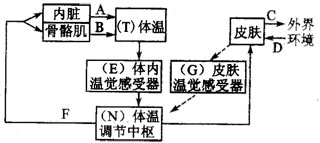 内脏
骨骼肌
A
B
(T)体温
皮肤
C
D
外界
环境
(E)体内
温觉感受器
(G)皮肤
温觉感受器
F
(N)体温
调节中枢